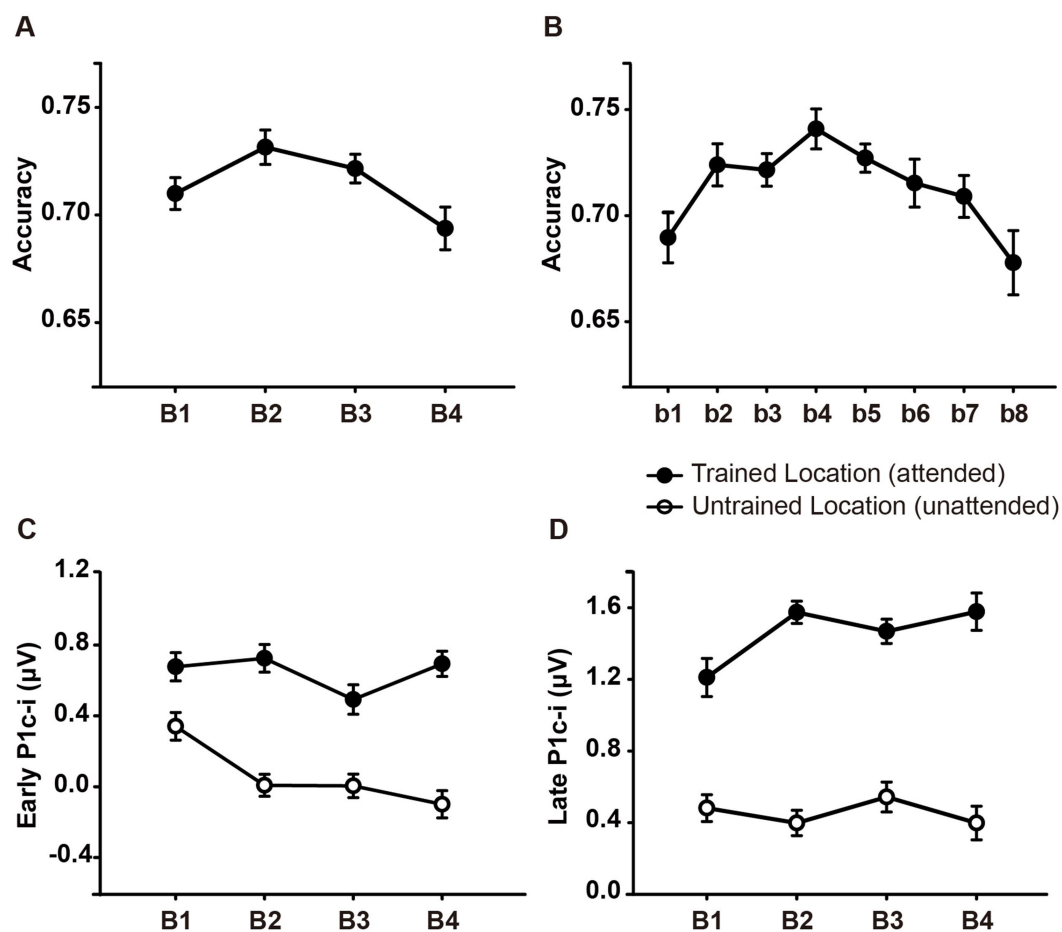 A
Accuracy
0.75
0.70
0.65
B1 B2 B3 B4
B
Accuracy
0.75
0.70
0.65
b1 b2 b3 b4 b5 b6 b7 b8
Trained Location (attended)
Untrained Location (unattended)
C
Early P1c-i (μV)
1.2
0.8
0.4
0.0
-0.4
B1 B2 B3 B4
D
Late P1c-i (μV)
1.6
1.2
0.8
0.4
0.0
B1 B2 B3 B4